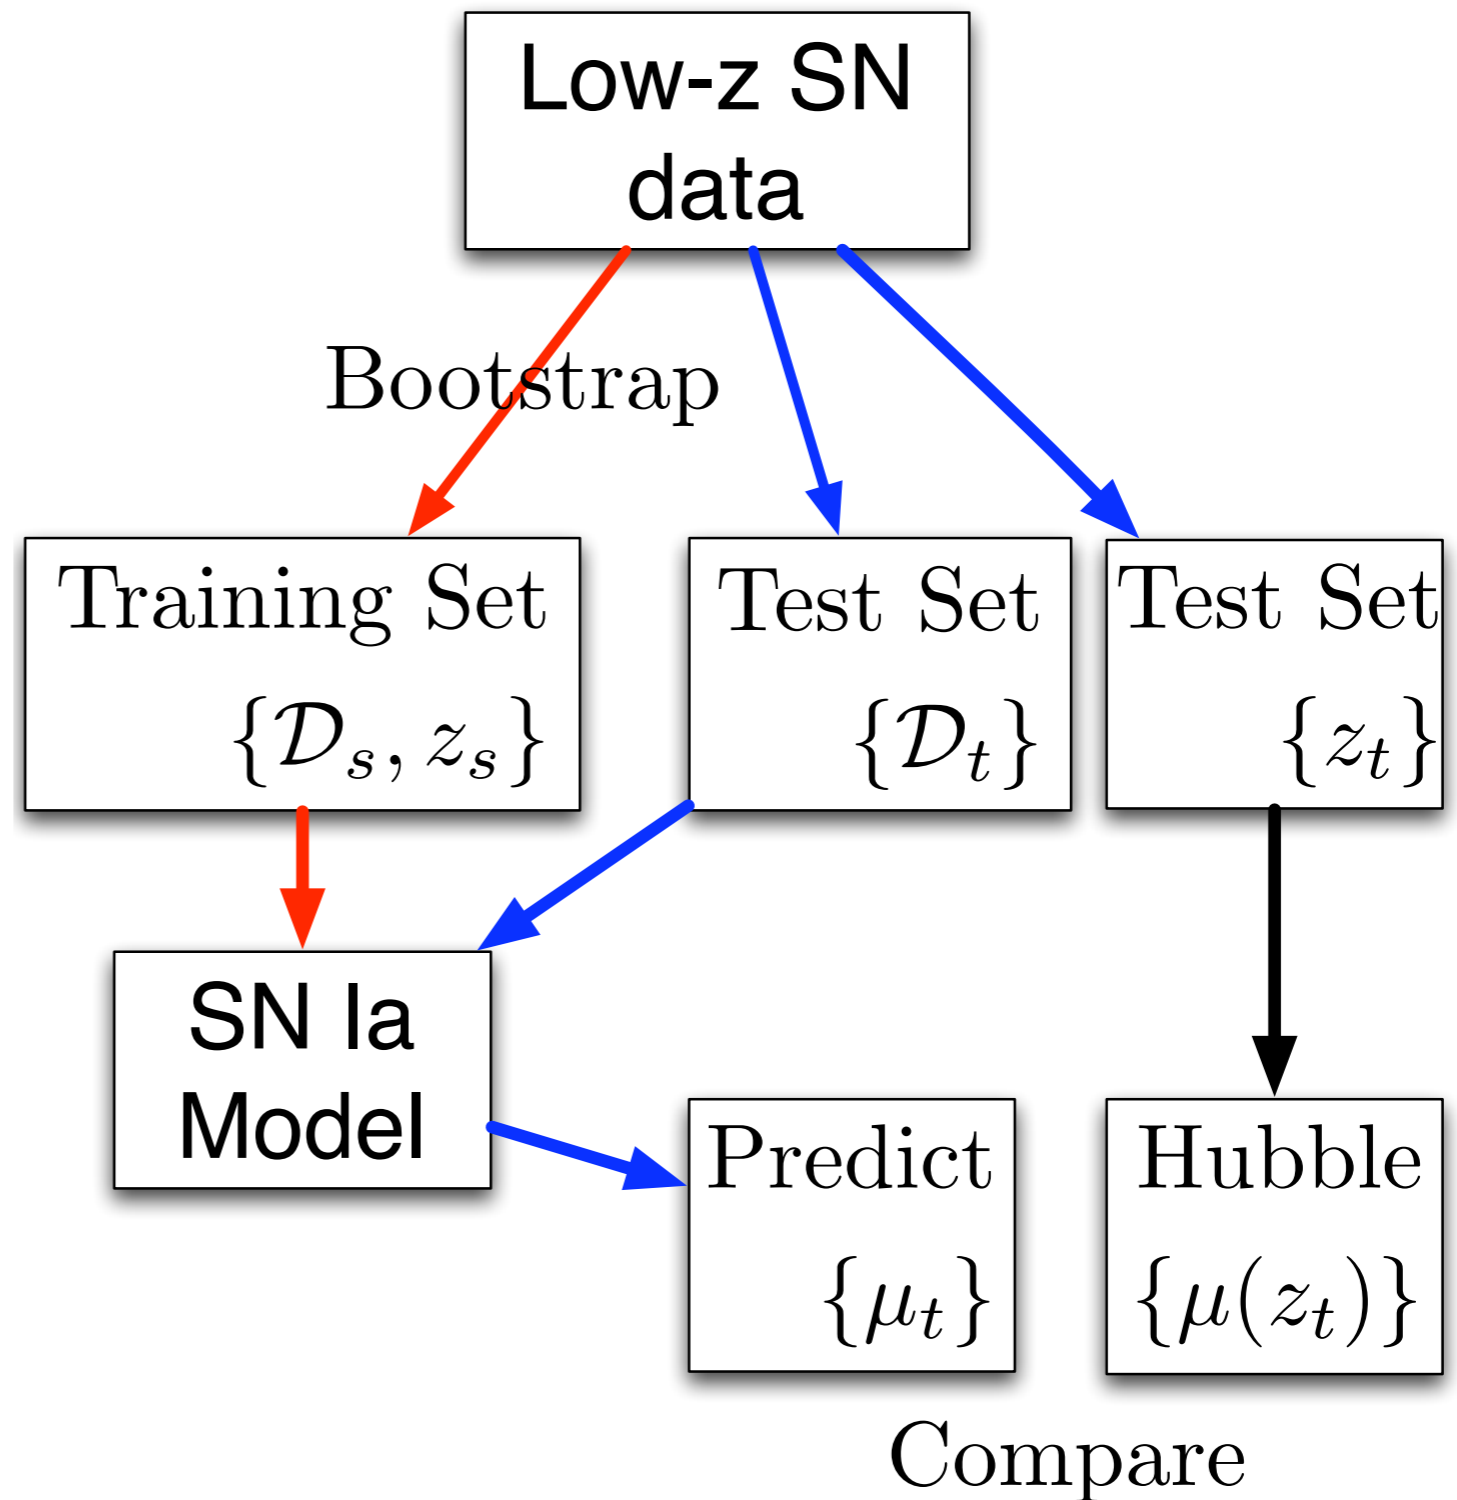 Low-z SN
data
Bootstrap
Training Set
{𝒟ₛ, zₛ}
Test Set
{𝒟ₜ}
Test Set
{zₜ}
SN Ia
Model
Predict
{μₜ}
Hubble
{μ(zₜ)}
Compare